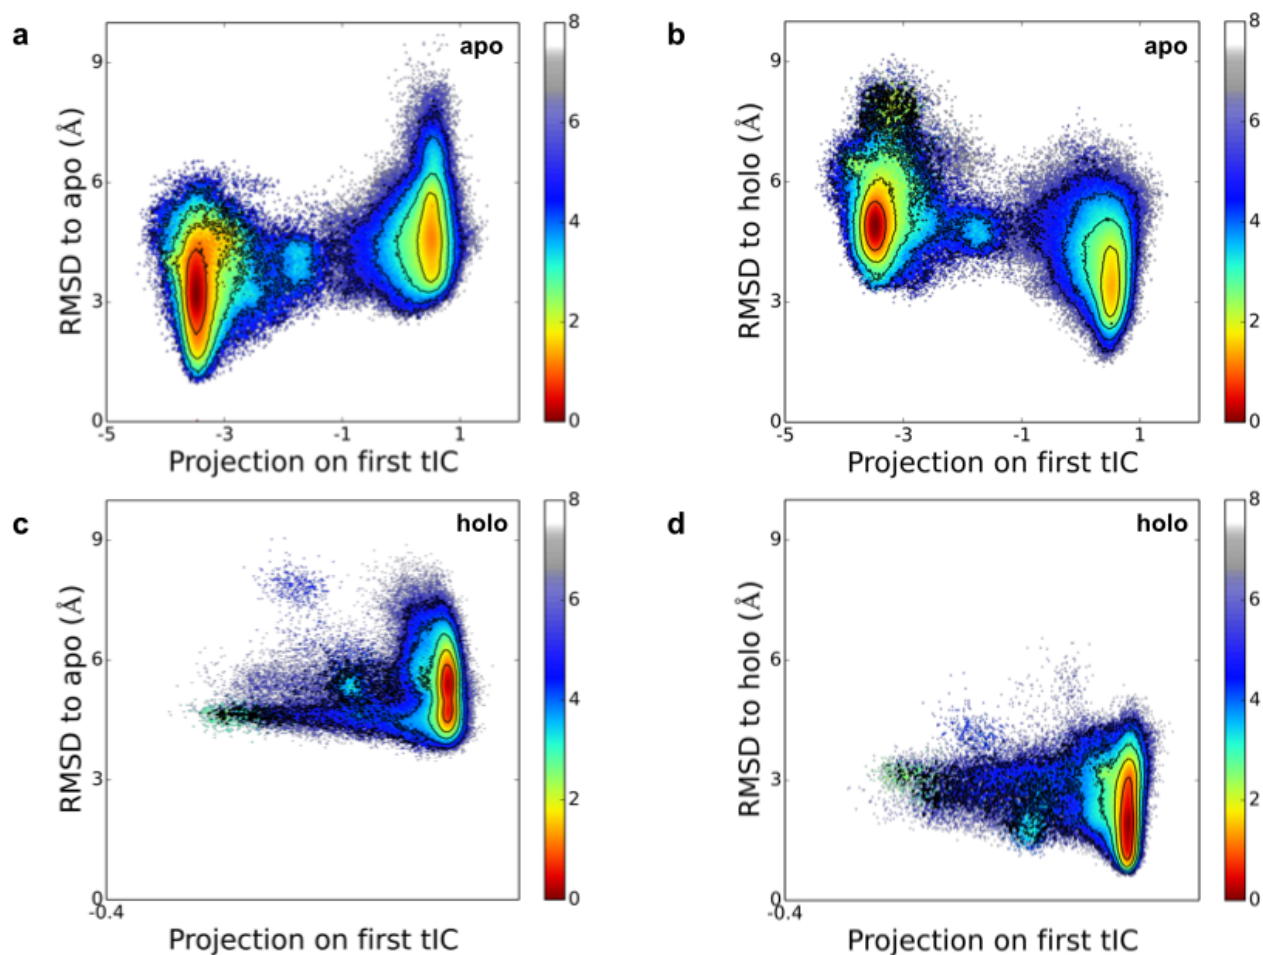 a
apo
RMSD to apo (Å)
9
6
3
0
-5
-3
-1
1
Projection on first tIC
8
6
4
2
0
b
apo
RMSD to holo (Å)
9
6
3
0
-5
-3
-1
1
Projection on first tIC
8
6
4
2
0
c
holo
RMSD to apo (Å)
9
6
3
0
-0.4
Projection on first tIC
8
6
4
2
0
d
holo
RMSD to holo (Å)
9
6
3
0
-0.4
Projection on first tIC
8
6
4
2
0